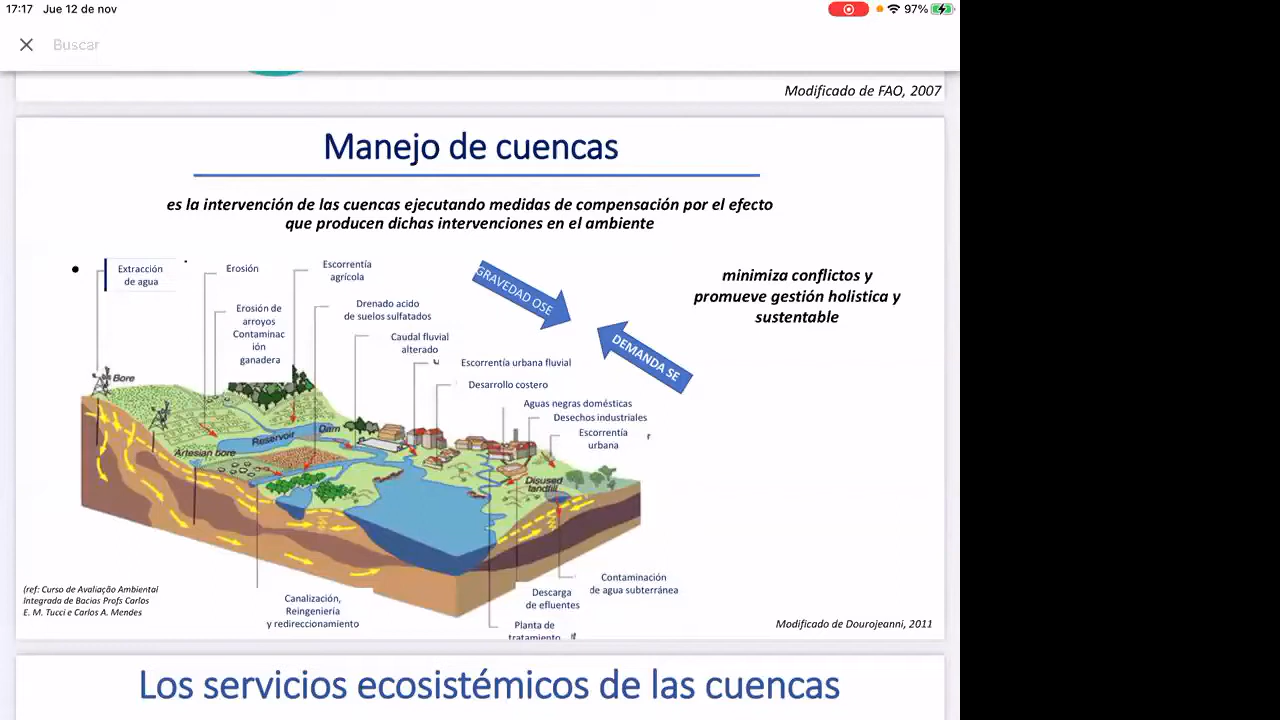 17:17 Jue 12 de nov
97%
Buscar
Modificado de FAO, 2007
Manejo de cuencas
es la intervención de las cuencas ejecutando medidas de compensación por el efecto
que producen dichas intervenciones en el ambiente
Extracción
de agua
Erosión
Escorrentía
agrícola
Erosión de
arroyos
Contaminac
ión
ganadera
Drenado acido
de suelos sulfatados
Caudal fluvial
alterado
Escorrentía urbana fluvial
Desarrollo costero
Aguas negras domésticas
Desechos industriales
Escorrentía
urbana
GRAVEDAD OSE
DEMANDA SE
minimiza conflictos y
promueve gestión holistica y
sustentable
Bore
Reservoir
Dam
Artesian bore
Disused
landfill
Contaminación
de agua subterránea
Descarga
de efluentes
Planta de
tratamiento
Canalización,
Reingeniería
y redireccionamiento
(ref: Curso de Avaliação Ambiental
Integrada de Bacias Profs Carlos
E. M. Tucci e Carlos A. Mendes
Modificado de Dourojeanni, 2011
Los servicios ecosistémicos de las cuencas